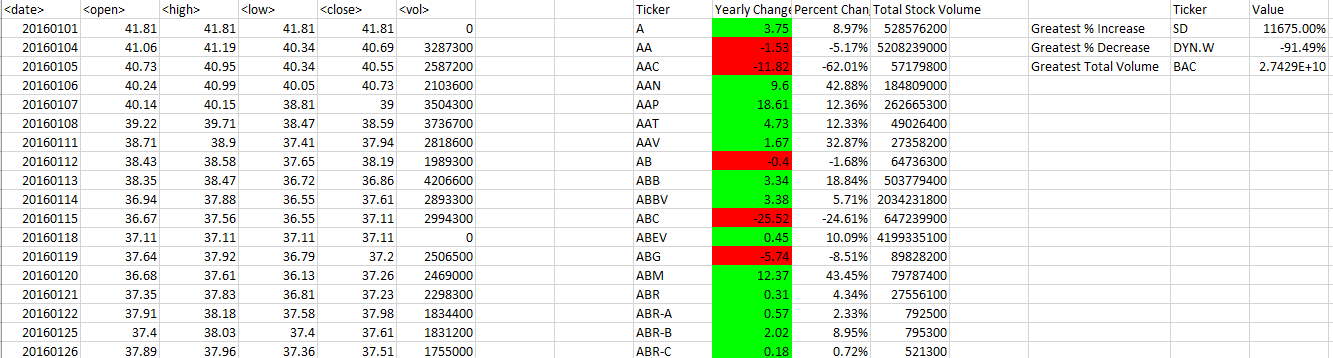 <date> <open> <high> <low> <close> <vol> Ticker Yearly Change Percent Chan Total Stock Volume Ticker Value
20160101 41.81 41.81 41.81 41.81 0 A 3.75 8.97% 528576200 Greatest % Increase SD 11675.00%
20160104 41.06 41.19 40.34 40.69 3287300 AA -1.53 -5.17% 5208239000 Greatest % Decrease DYN.W -91.49%
20160105 40.73 40.95 40.34 40.55 2587200 AAC -11.82 -62.01% 57179800 Greatest Total Volume BAC 2.7429E+10
20160106 40.24 40.99 40.05 40.73 2103600 AAN 9.6 42.88% 184809000
20160107 40.14 40.15 38.81 39 3504300 AAP 18.61 12.36% 262665300
20160108 39.22 39.71 38.47 38.59 3736700 AAT 4.73 12.33% 49026400
20160111 38.71 38.9 37.41 37.94 2818600 AAV 1.67 32.87% 27358200
20160112 38.43 38.58 37.65 38.19 1989300 AB -0.4 -1.68% 64736300
20160113 38.35 38.47 36.72 36.86 4206600 ABB 3.34 18.84% 503779400
20160114 36.94 37.88 36.55 37.61 2893300 ABBV 3.38 5.71% 2034231800
20160115 36.67 37.56 36.55 37.11 2994300 ABC -25.52 -24.61% 647239900
20160118 37.11 37.11 37.11 37.11 0 ABEV 0.45 10.09% 4199335100
20160119 37.64 37.92 36.79 37.2 2506500 ABG -5.74 -8.51% 89828200
20160120 36.68 37.61 36.13 37.26 2469000 ABM 12.37 43.45% 79787400
20160121 37.35 37.83 36.81 37.23 2298300 ABR 0.31 4.34% 27556100
20160122 37.91 38.18 37.58 37.98 1834400 ABR-A 0.57 2.33% 792500
20160125 37.4 38.03 37.4 37.61 1831200 ABR-B 2.02 8.95% 795300
20160126 37.89 37.96 37.36 37.51 1755000 ABR-C 0.18 0.72% 521300